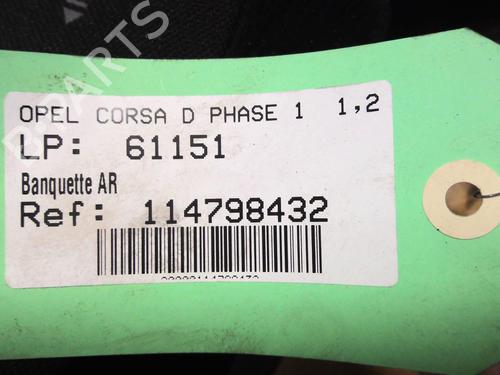 OPEL CORSA D PHASE 1 1,2
LP: 61151
Banquette AR
Ref: 114798432